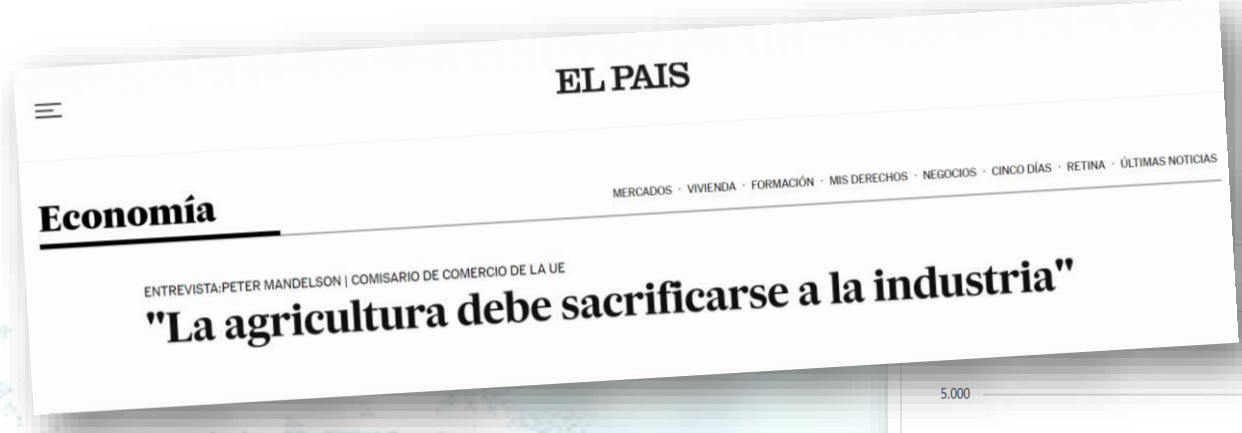 EL PAIS
Economía
MERCADOS · VIVIENDA · FORMACIÓN · MIS DERECHOS · NEGOCIOS · CINCO DÍAS · RETINA · ÚLTIMAS NOTICIAS
ENTREVISTA:PETER MANDELSON | COMISARIO DE COMERCIO DE LA UE
"La agricultura debe sacrificarse a la industria"
5.000